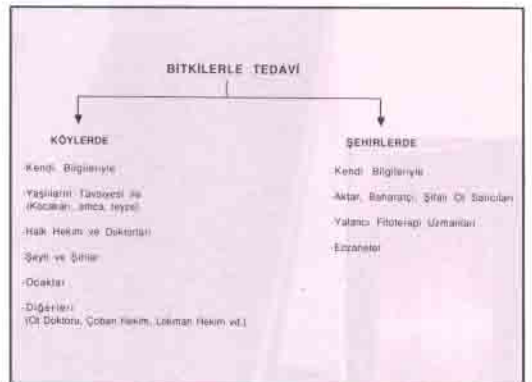 BİTKİLERLE TEDAVİ
KÖYLERDE
-Kendi Bilgileriyle
-Yaşlıların Tavsiyesi ile
(Kocakarı, amca, teyze)
-Halk Hekim ve Doktorları
-Şeyh ve Şıhlar
-Ocaklar
-Diğerleri
(Ot Doktoru, Çoban Hekim, Lokman Hekim vd.)
ŞEHİRLERDE
-Kendi Bilgileriyle
-Aktar, Baharatçı, Şifalı Ot Satıcıları
-Yalancı Fitoterapi Uzmanları
-Eczaneler